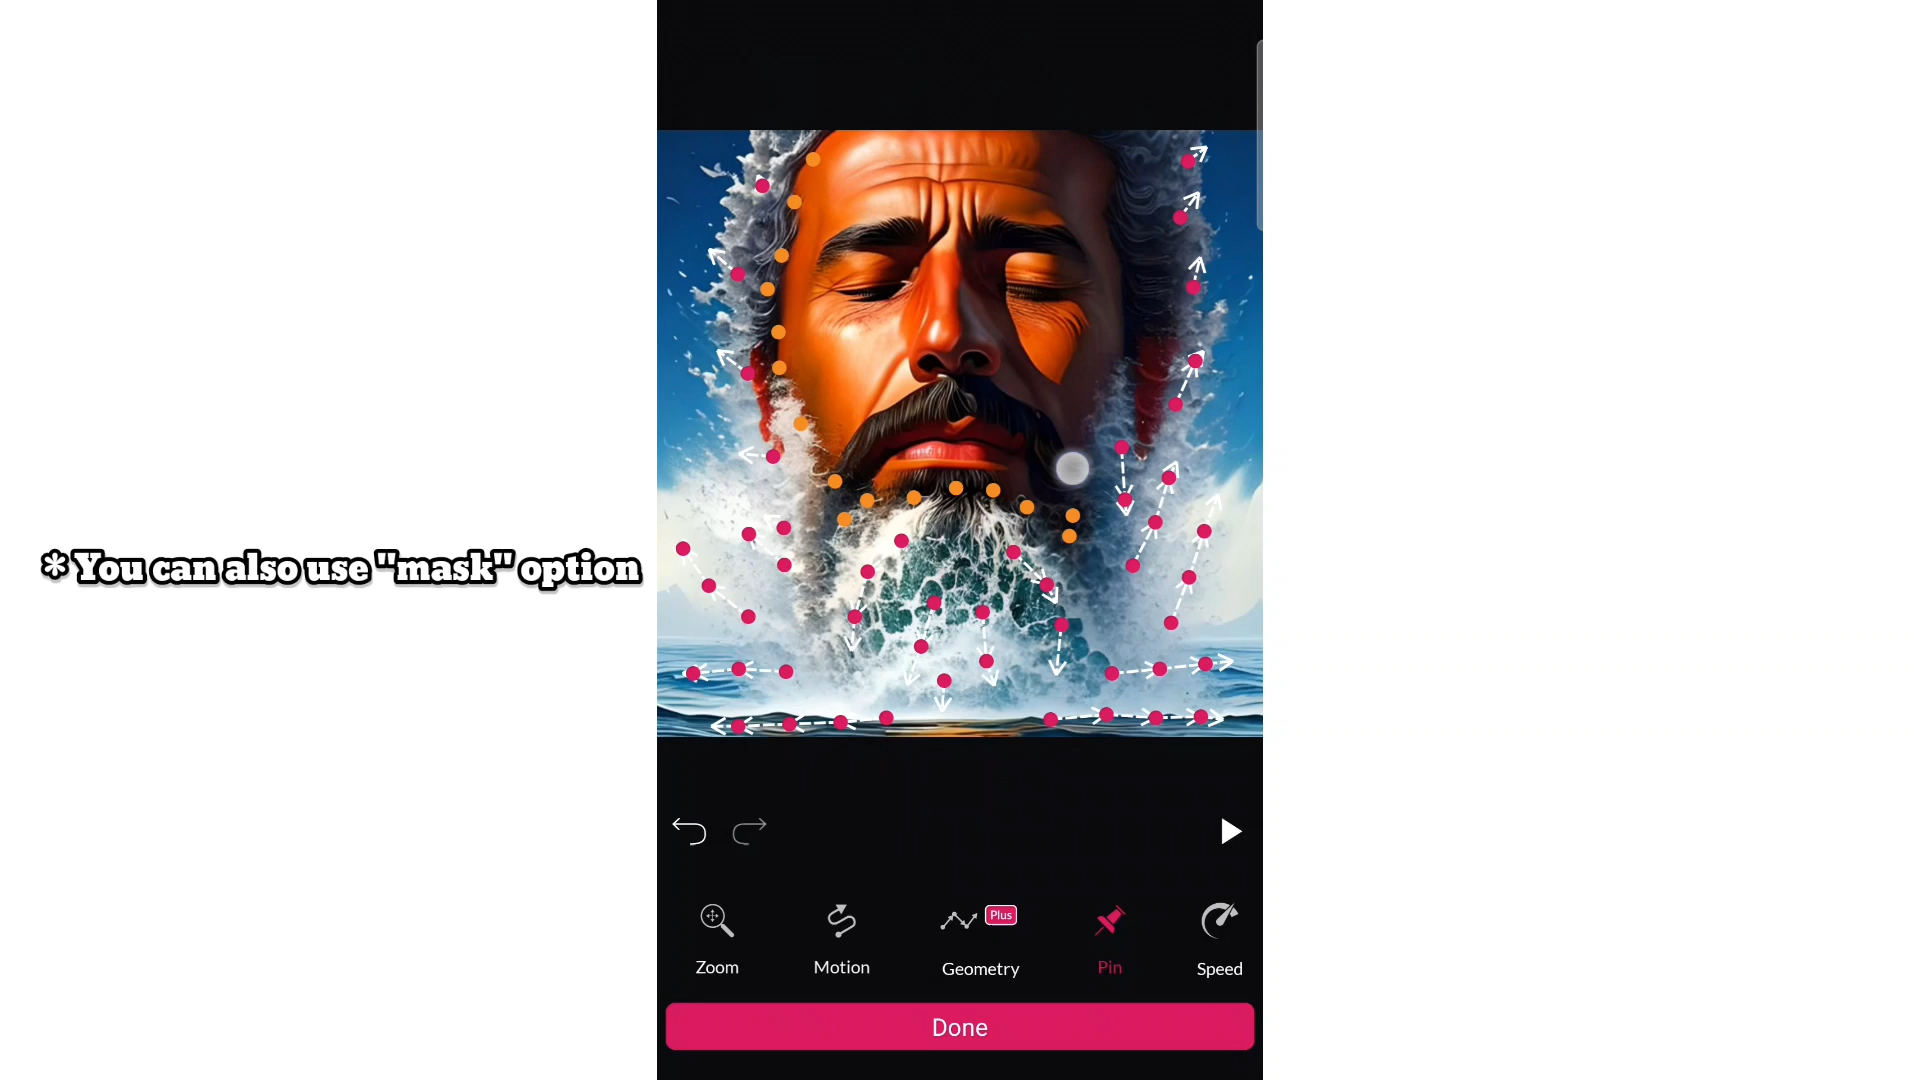 * You can also use "mask" option
Plus
Zoom
Motion
Geometry
Pin
Speed
Done